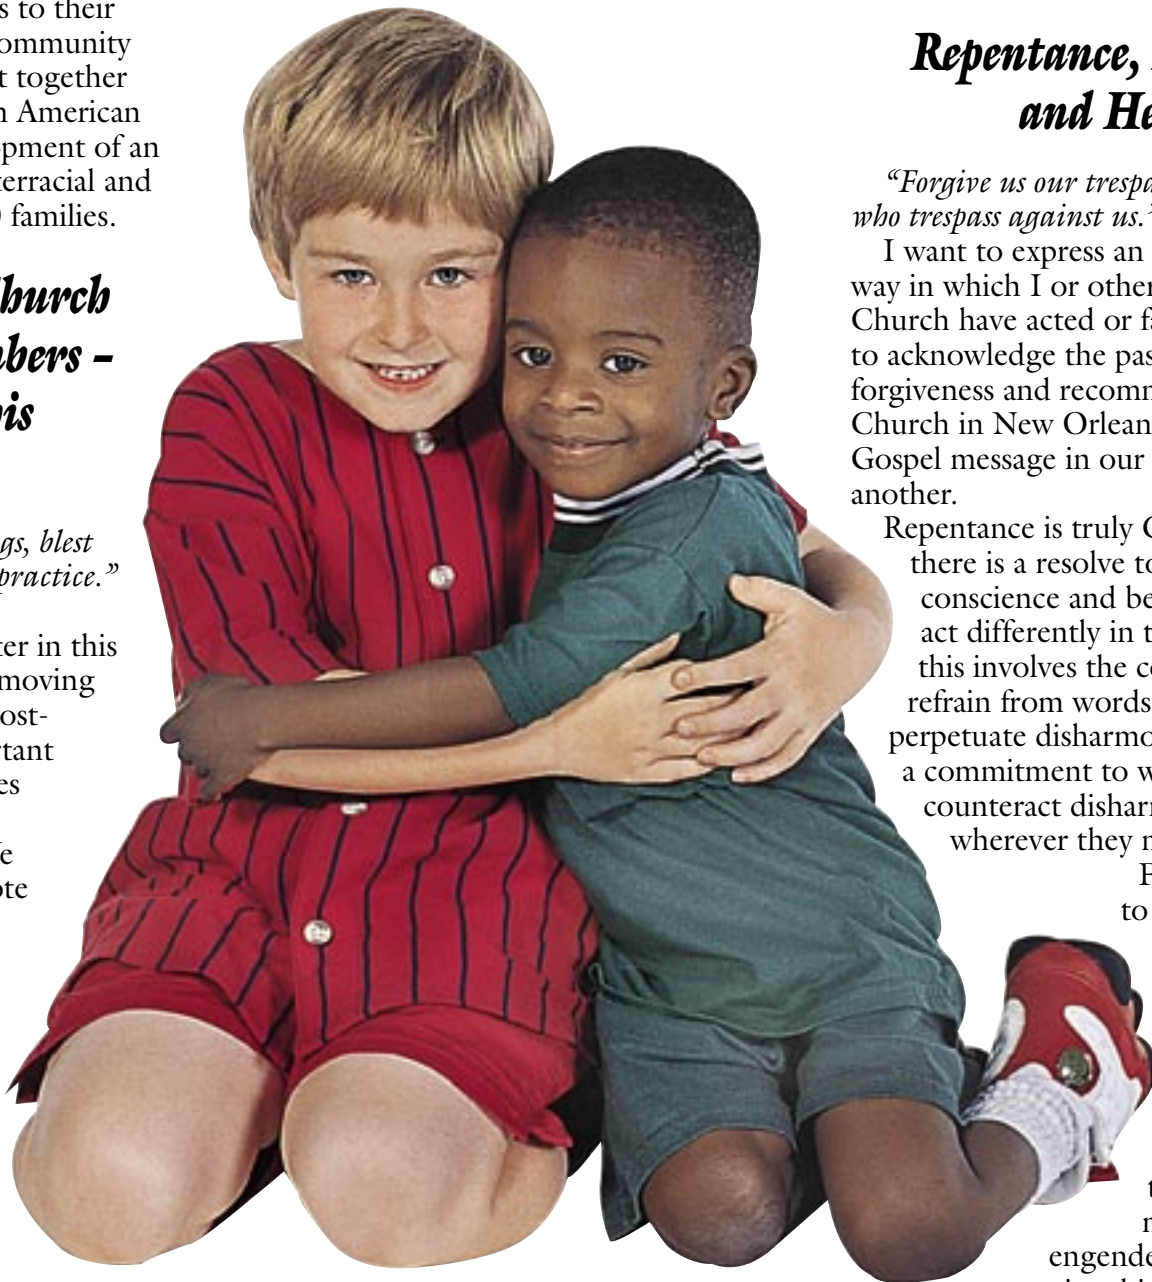 s to their
ommunity
t together
n American
pment of an
terracial and
families.
hurch
bers –
is
gs, blest
practice.”
ter in this
moving
ost-
rtant
es
e
ote
Repentance,
and He
“Forgive us our trespa
who trespass against us.”
I want to express an
way in which I or other
Church have acted or fa
to acknowledge the pas
forgiveness and recomm
Church in New Orlean
Gospel message in our
another.
Repentance is truly C
there is a resolve to
conscience and be
act differently in t
this involves the co
refrain from words
perpetuate disharmo
a commitment to w
counteract disharm
wherever they m
to
engende